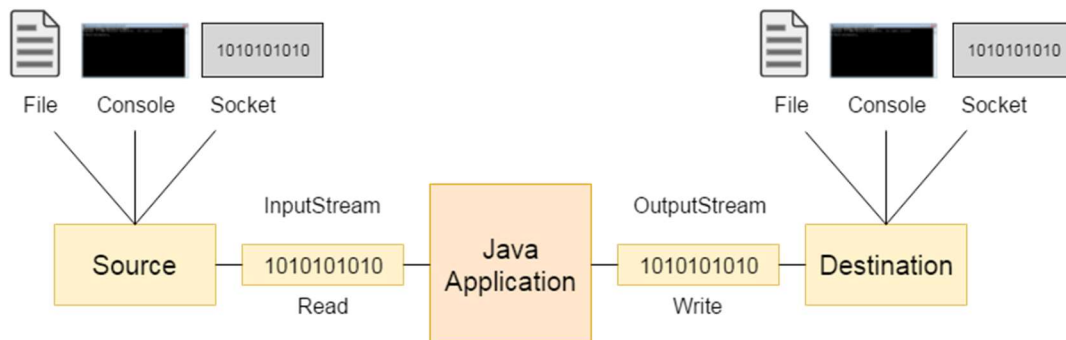 1010101010
1010101010
File
Console
Socket
File
Console
Socket
InputStream
OutputStream
Source
1010101010
Java
Application
1010101010
Destination
Read
Write